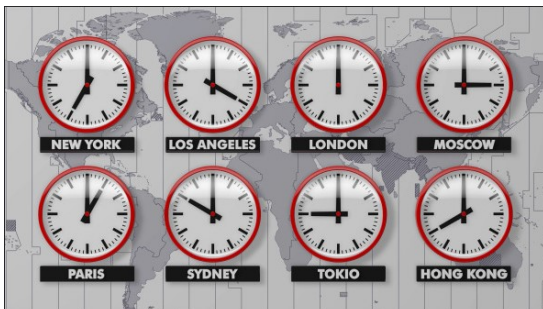 NEW YORK
LOS ANGELES
LONDON
MOSCOW
PARIS
SYDNEY
TOKIO
HONG KONG